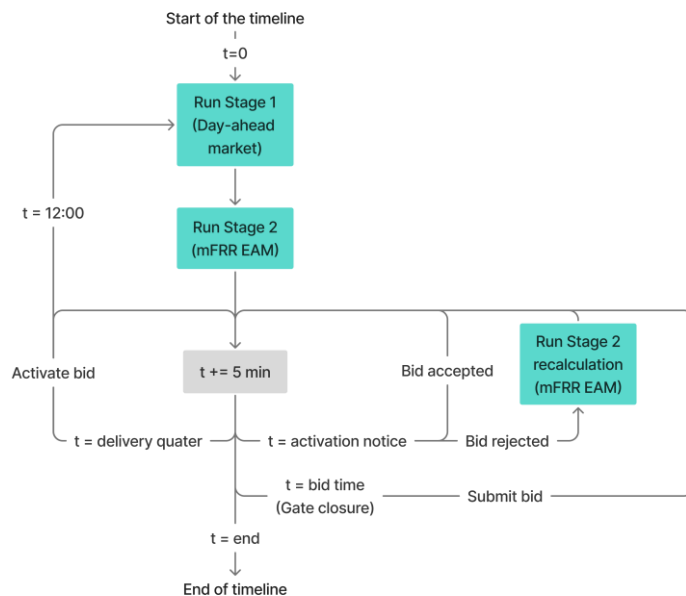 Start of the timeline
t=0
Run Stage 1
(Day-ahead
market)
t = 12:00
Run Stage 2
(mFRR EAM)
Activate bid
t += 5 min
Bid accepted
Run Stage 2
recalculation
(mFRR EAM)
t = delivery quater
t = activation notice
Bid rejected
t = bid time
(Gate closure)
Submit bid
t = end
End of timeline